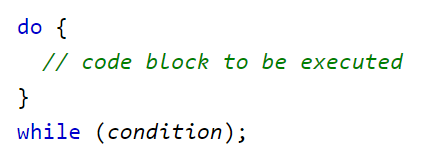 do {
  // code block to be executed
}
while (condition);